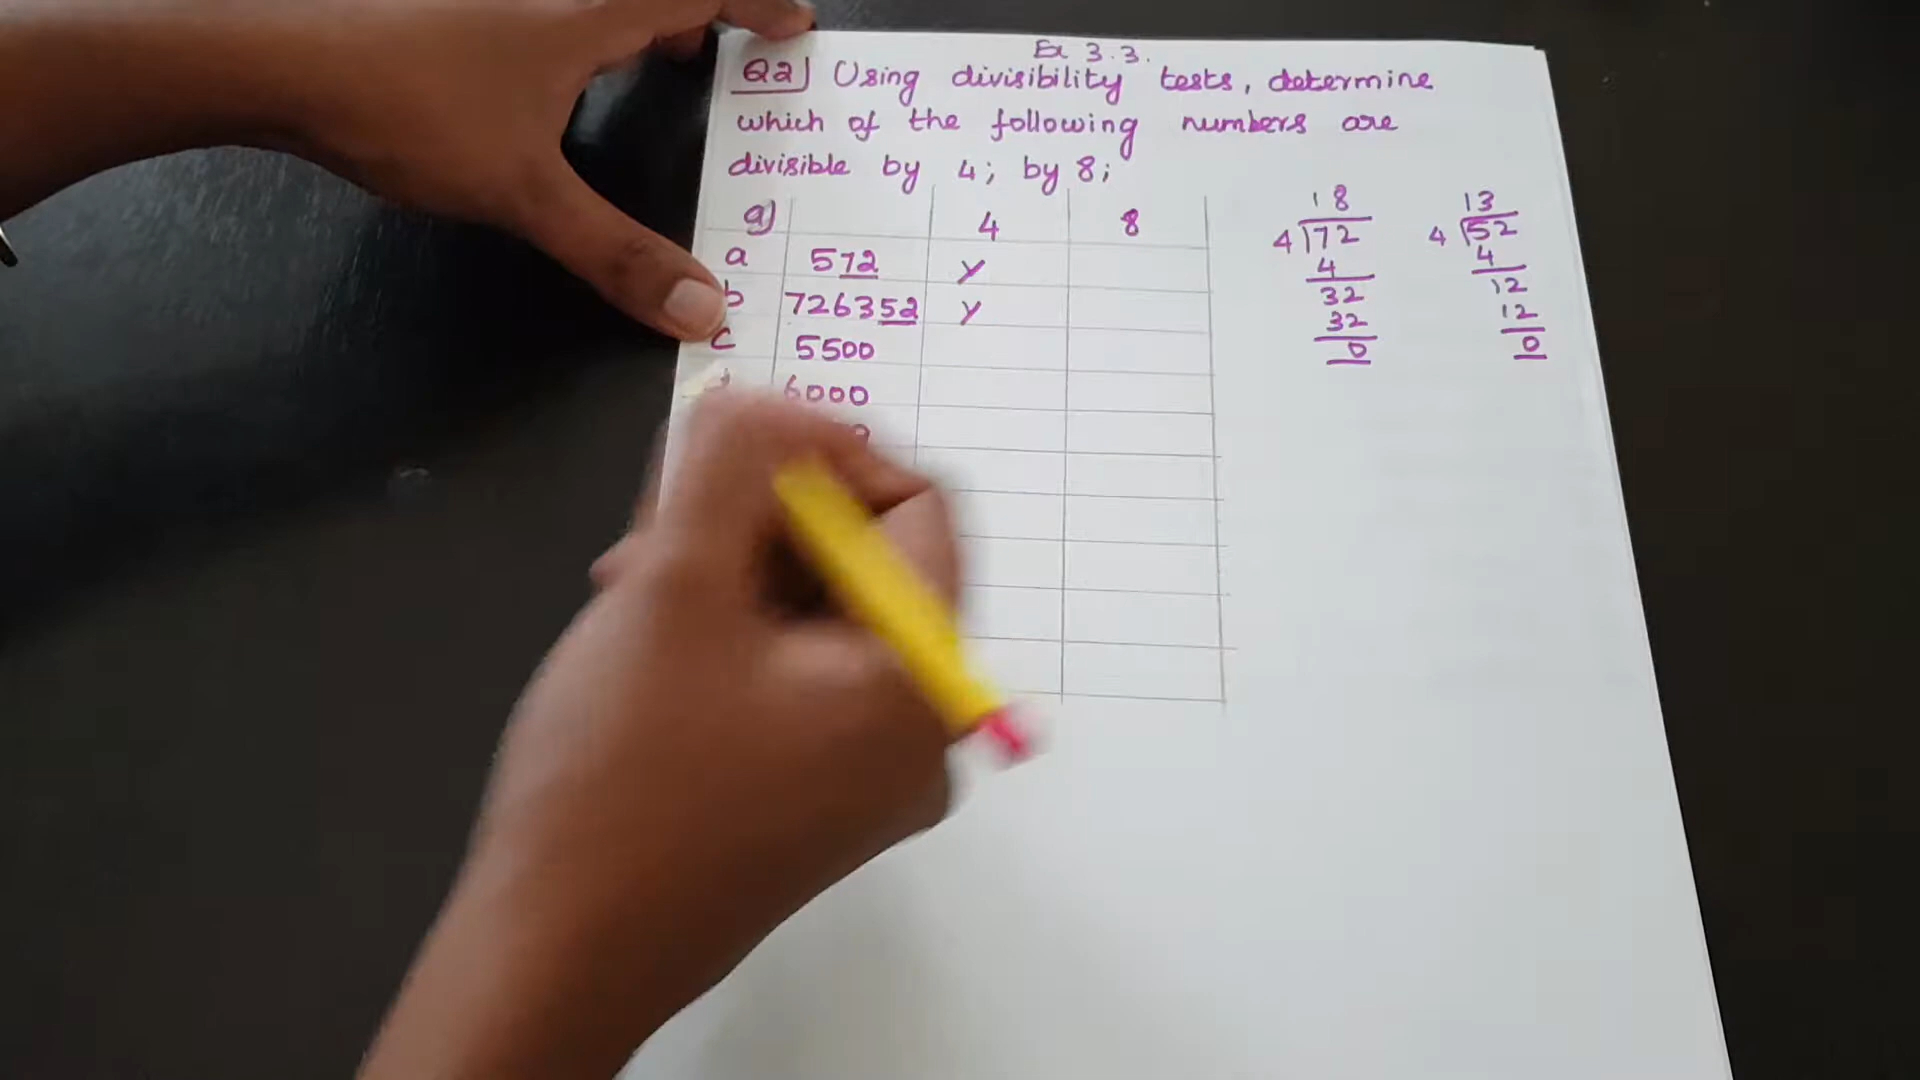 Ex 3.3.
Q2) Using divisibility tests, determine
which of the following numbers are
divisible by 4; by 8;
a) 4 8
a 572 y
b 726352 y
c 5500
d 6000
18
4)72
4
32
32
0
13
4)52
4
12
12
0